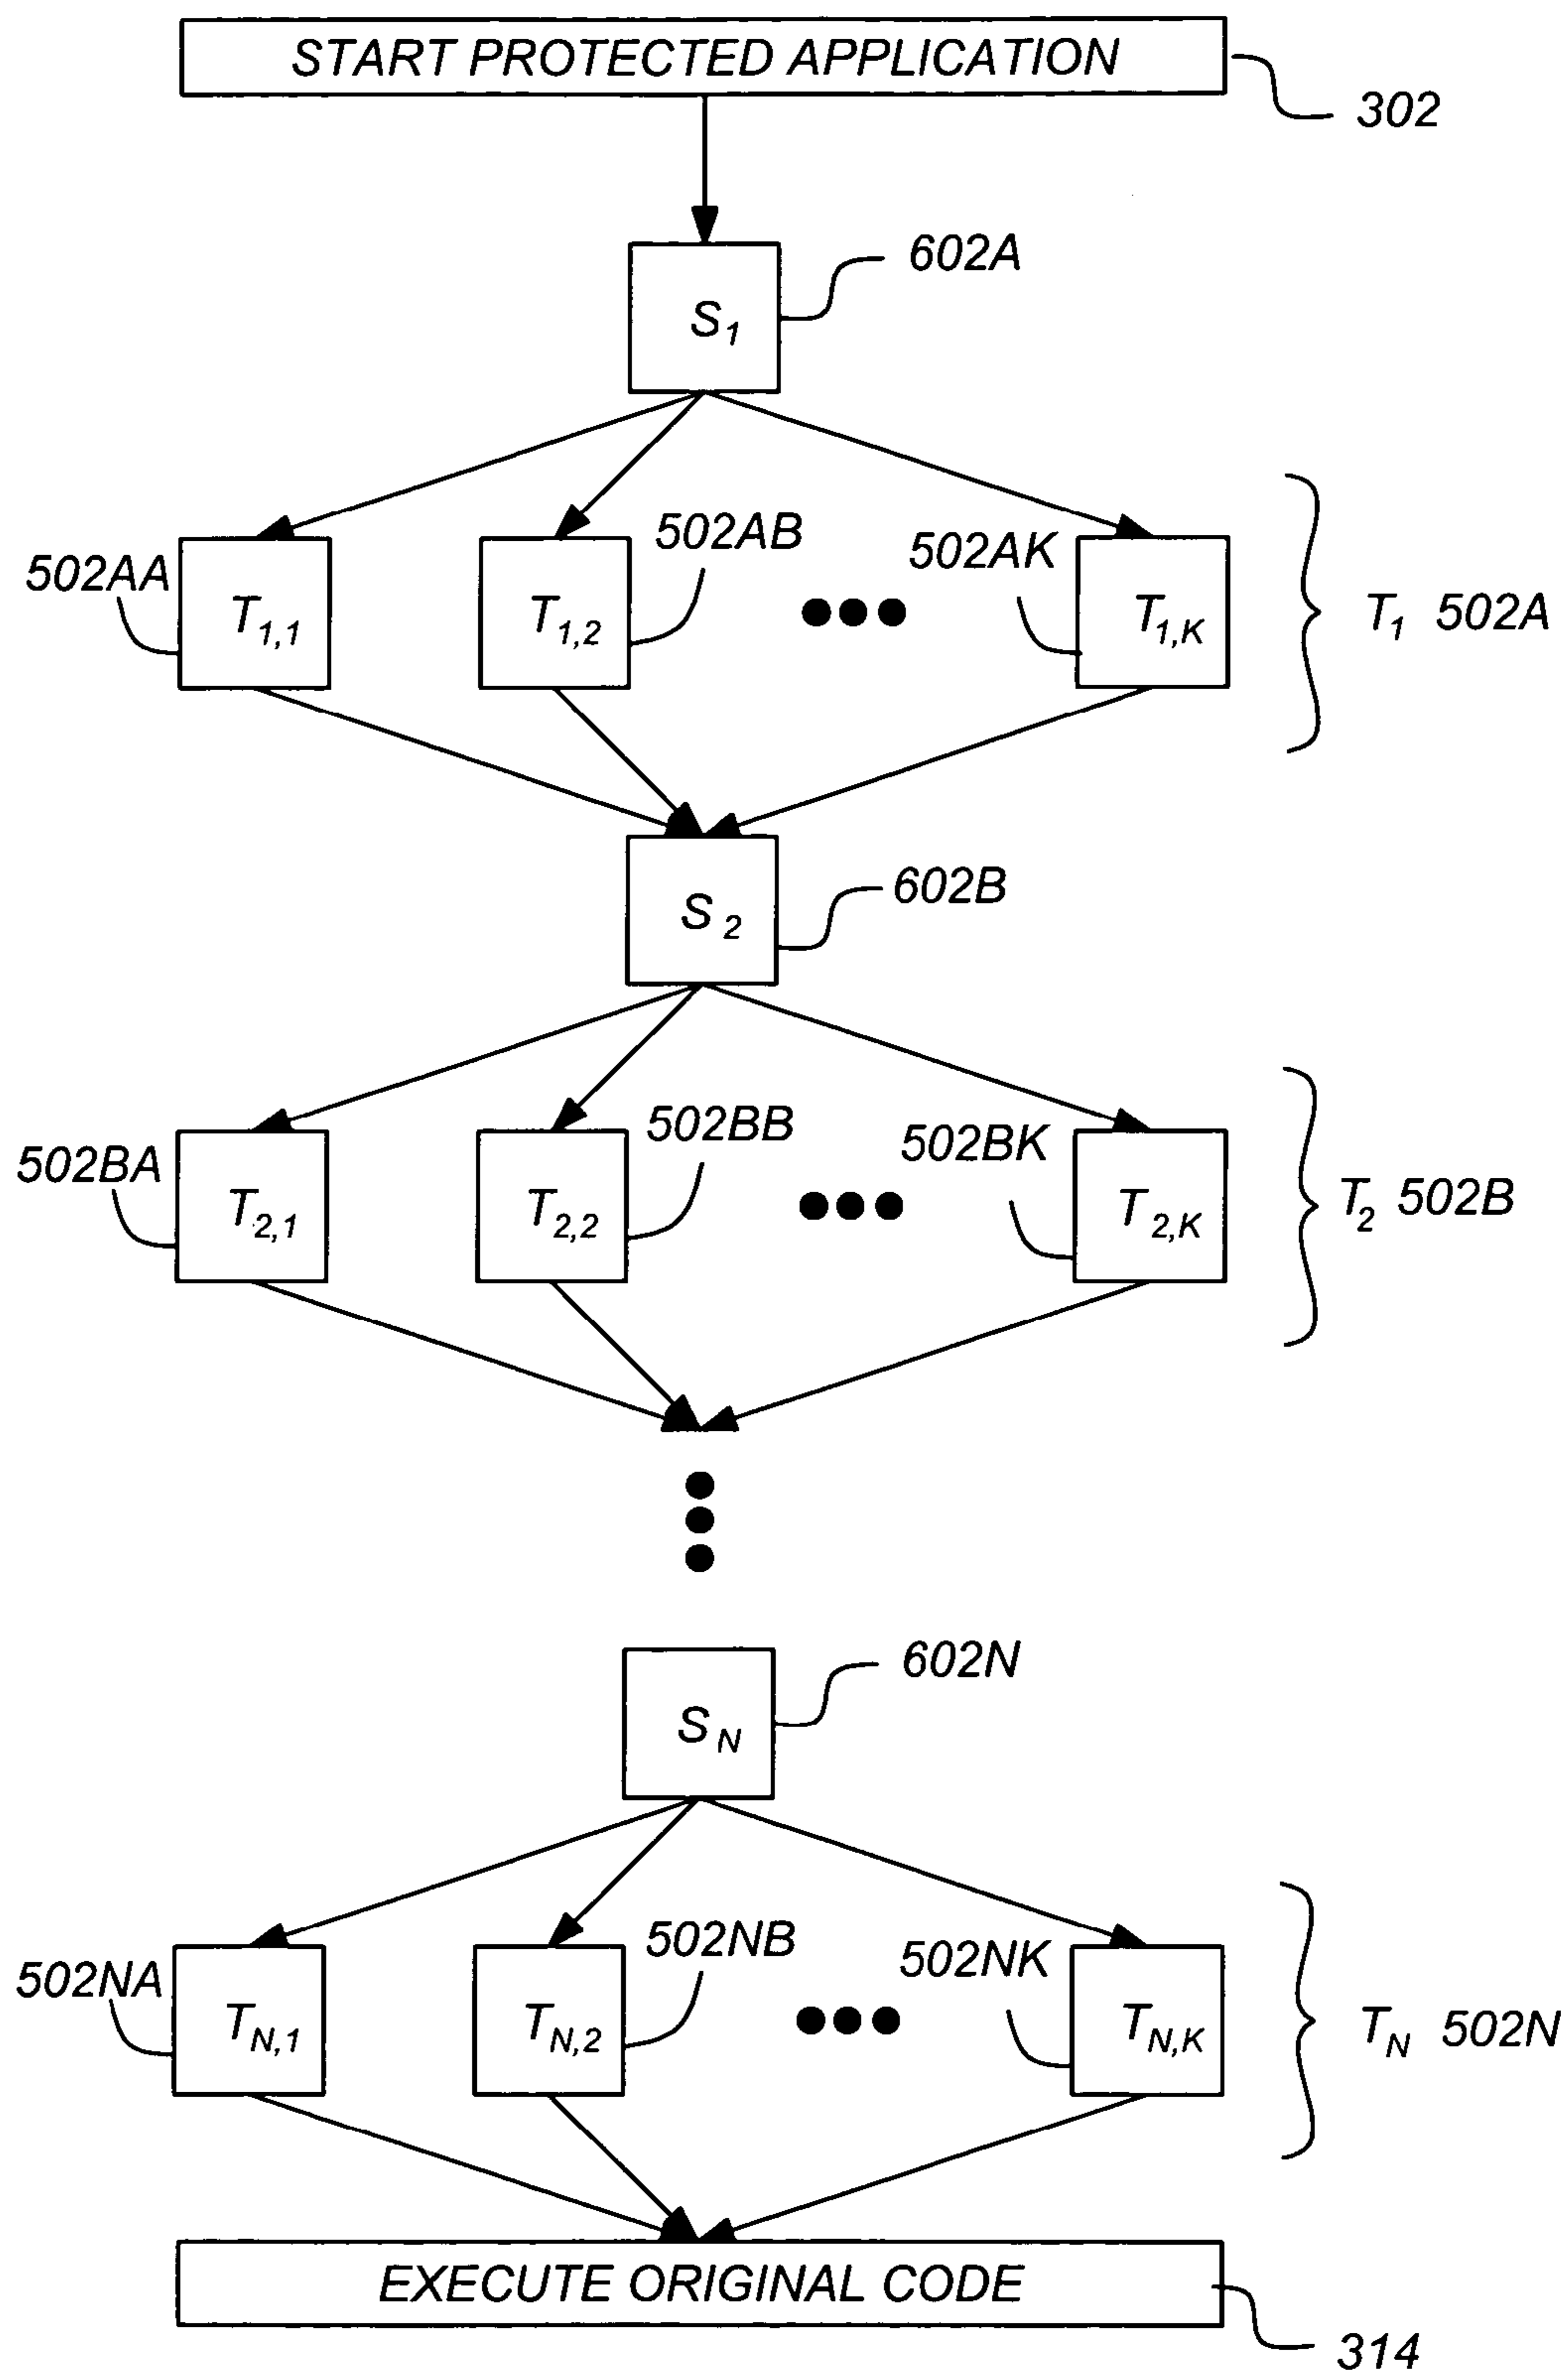 START PROTECTED APPLICATION
302
602A
S1
502AA
502AB
502AK
T1,1
T1,2
T1,K
T1 502A
602B
S2
502BA
502BB
502BK
T2,1
T2,2
T2,K
T2 502B
602N
SN
502NA
502NB
502NK
TN,1
TN,2
TN,K
TN 502N
EXECUTE ORIGINAL CODE
314